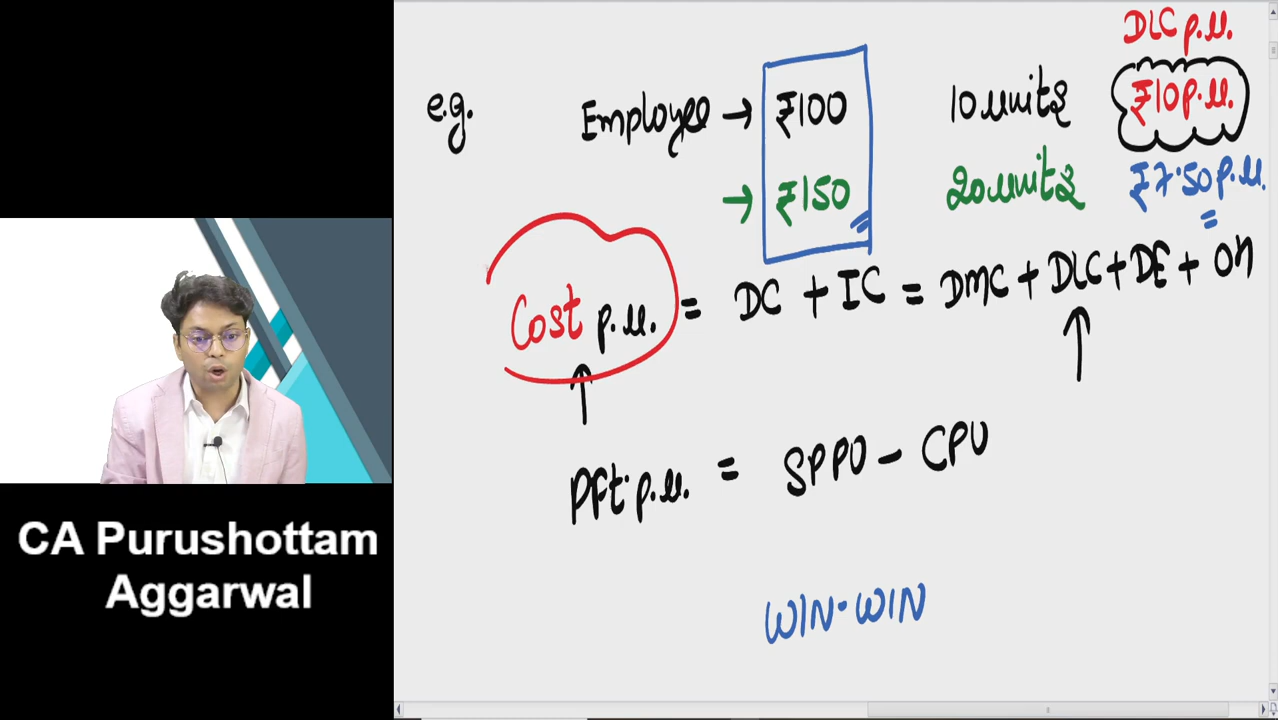 DLC p.u.
e.g. Employee → ₹100 10 units ₹10 p.u.
→ ₹150 20 units ₹7.50 p.u.
Cost p.u. = DC + IC = DMC + DLC + DE + OH
Pft. p.u. = SPPU - CPU
CA Purushottam
Aggarwal
WIN-WIN